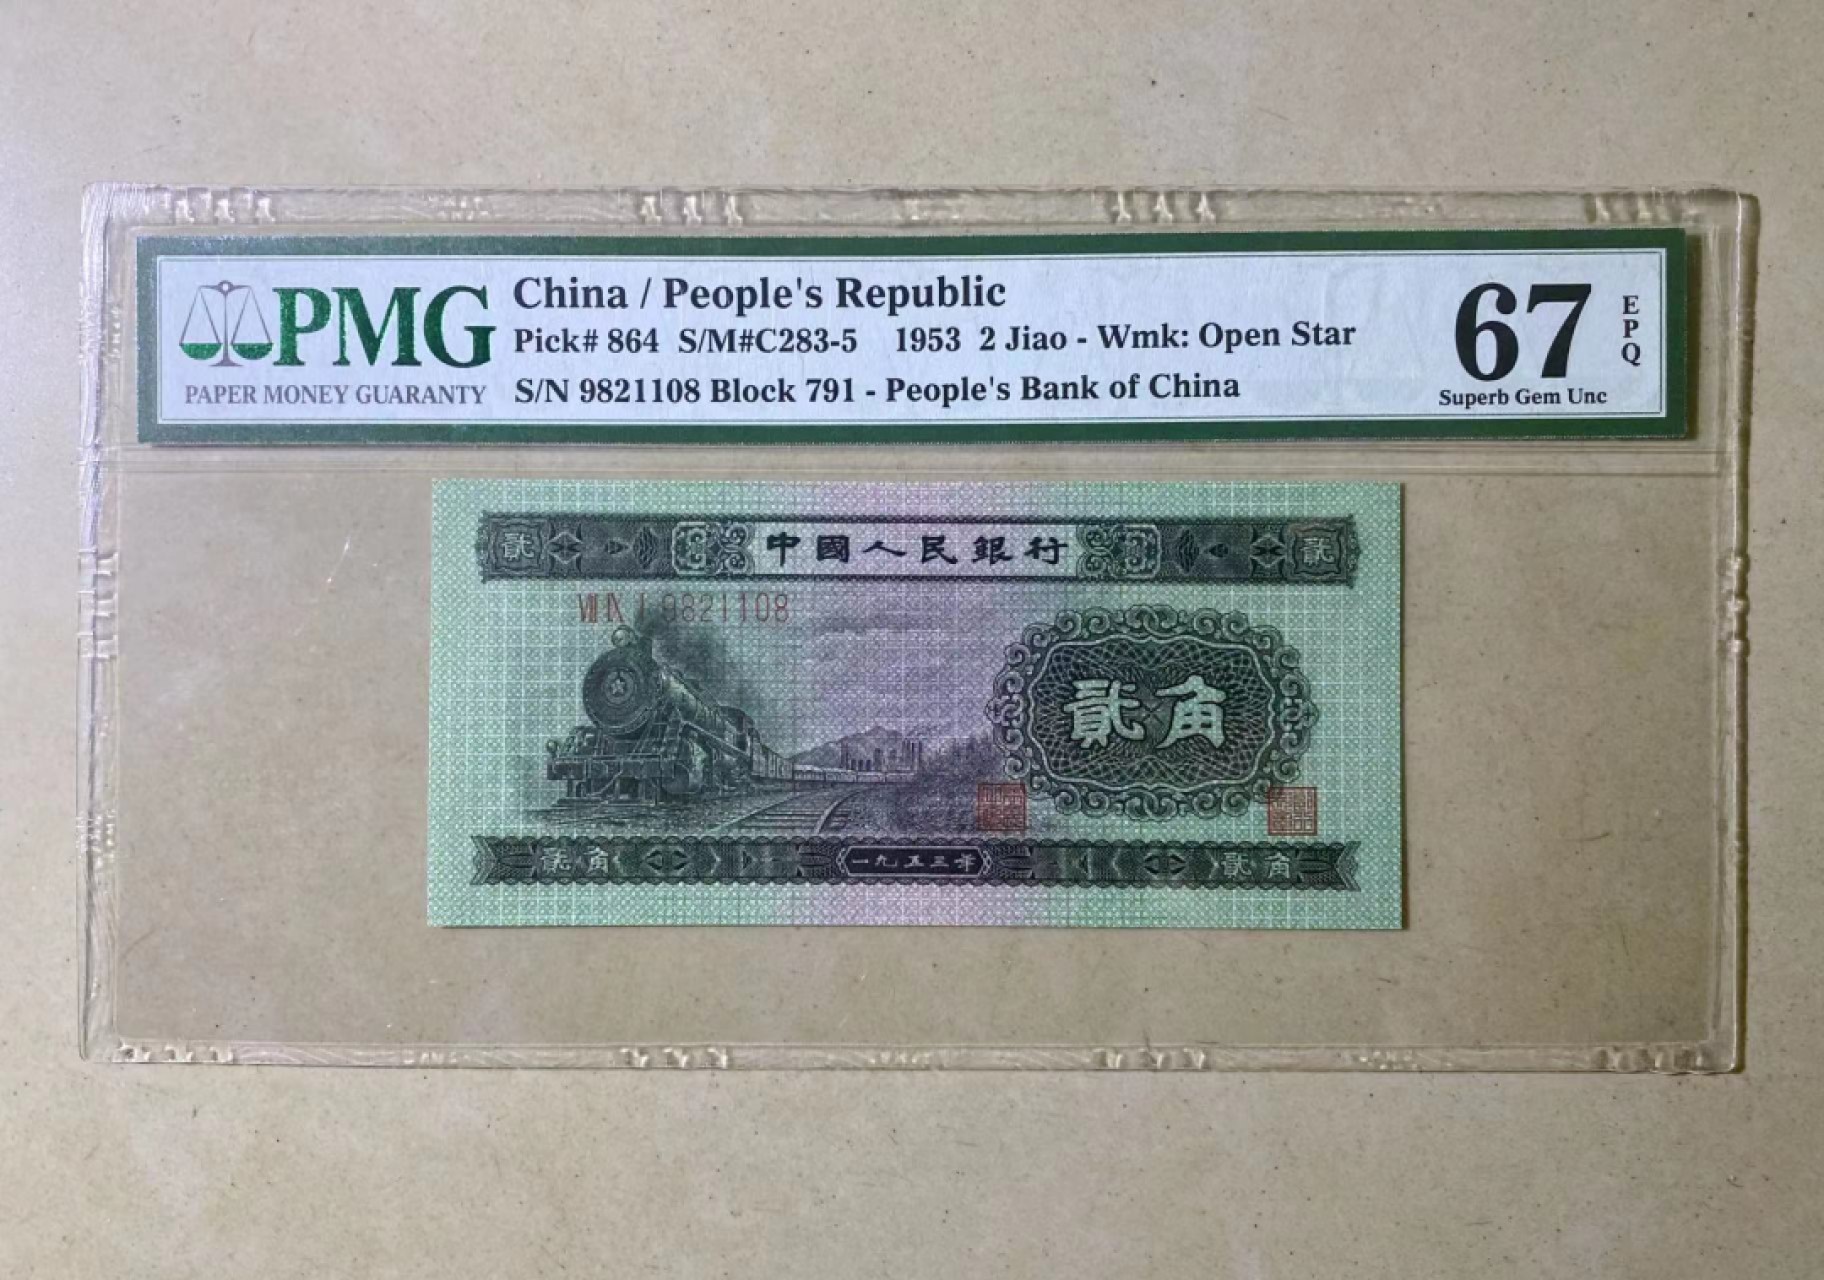 PMG
PAPER MONEY GUARANTY
China / People's Republic
Pick# 864 S/M#C283-5 1953 2 Jiao - Wmk: Open Star
S/N 9821108 Block 791 - People's Bank of China
67
EPQ
Superb Gem Unc
貳 中國人民銀行 貳
Ⅷ Ⅸ Ⅰ 9821108
貳角
貳角 一九五三年 貳角